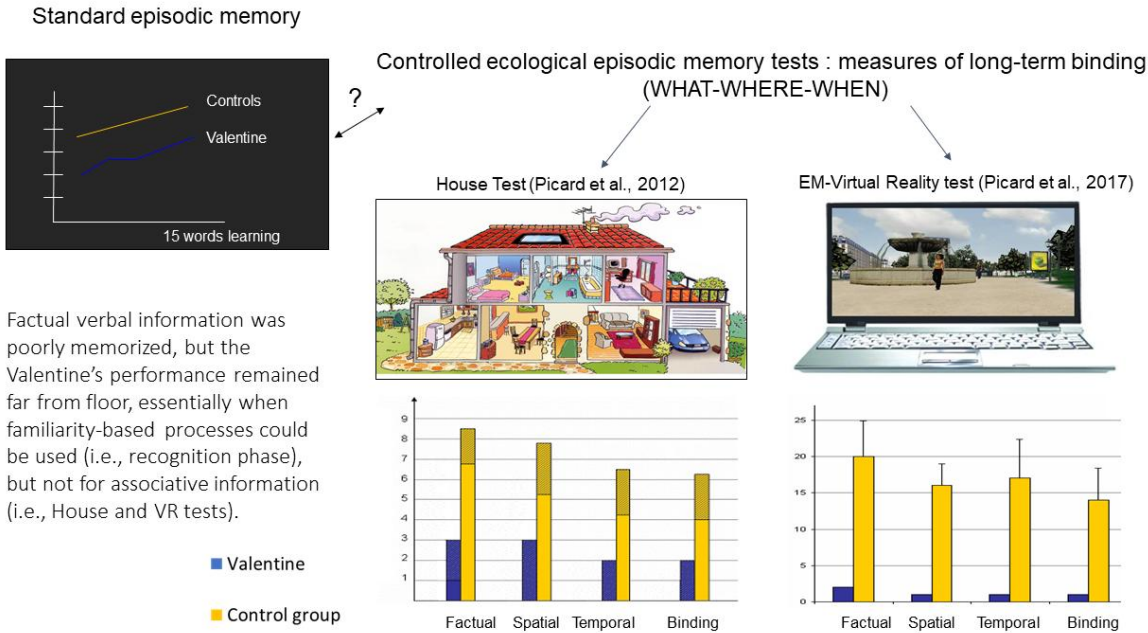 Standard episodic memory
Controls
Valentine
15 words learning
?
Controlled ecological episodic memory tests : measures of long-term binding
(WHAT-WHERE-WHEN)
House Test (Picard et al., 2012)
EM-Virtual Reality test (Picard et al., 2017)
Factual verbal information was
poorly memorized, but the
Valentine's performance remained
far from floor, essentially when
familiarity-based processes could
be used (i.e., recognition phase),
but not for associative information
(i.e., House and VR tests).
Valentine
Control group
9
8
7
6
5
4
3
2
1
Factual Spatial Temporal Binding
25
20
15
10
5
0
Factual Spatial Temporal Binding